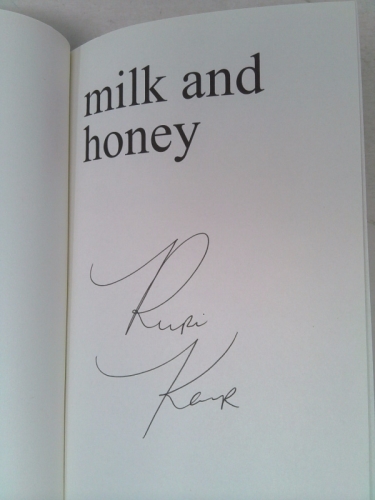 milk and
honey
Rupi
Kaur